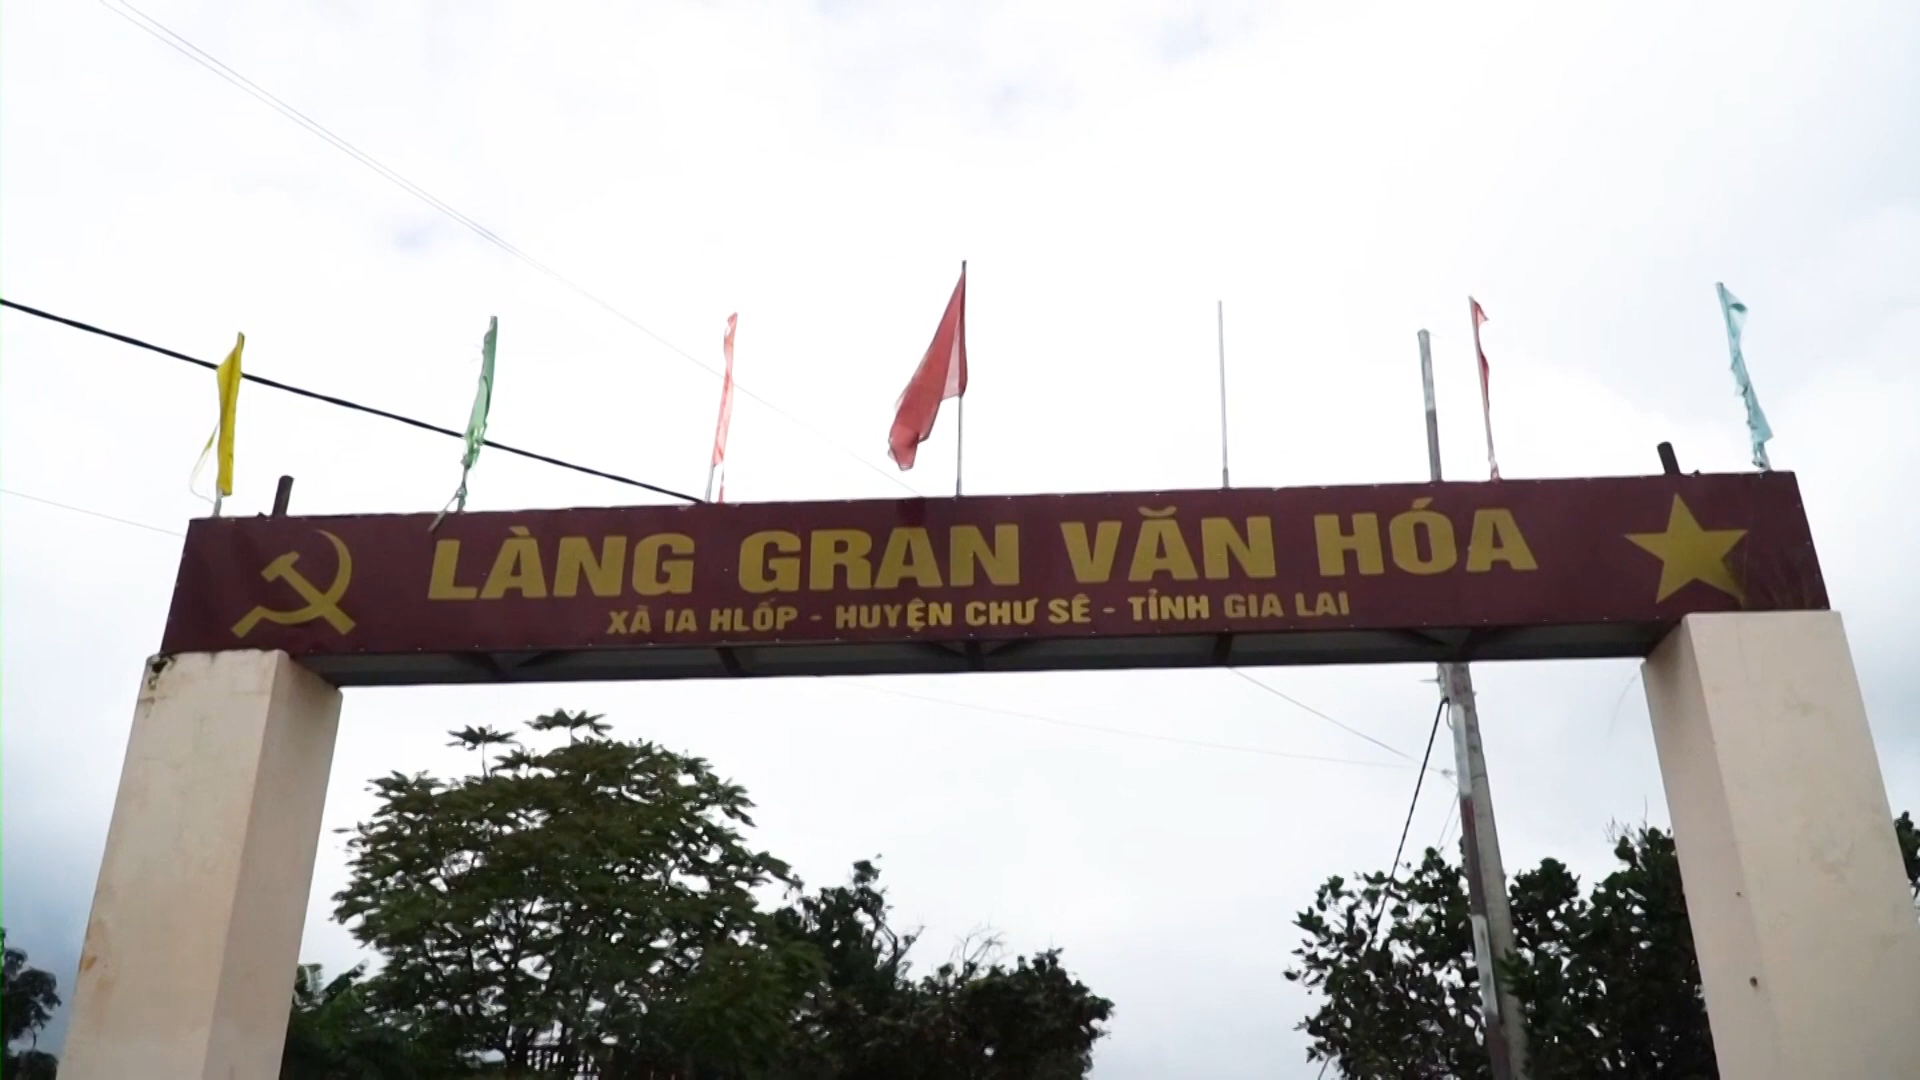 LÀNG GRAN VĂN HÓA
XÃ IA HLỐP - HUYỆN CHƯ SÊ - TỈNH GIA LAI